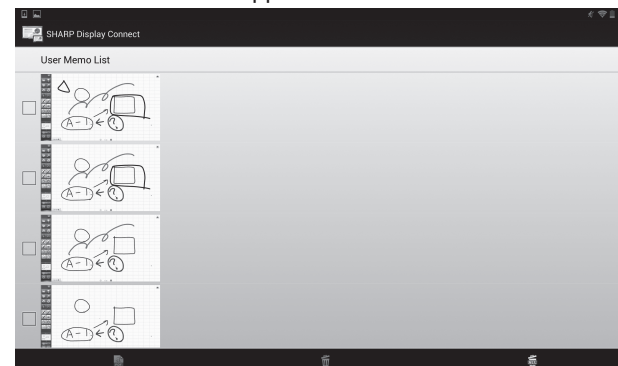 SHARP Display Connect
User Memo List
A-1 ?
A-1 ?
A-1 ?
A-1 ?